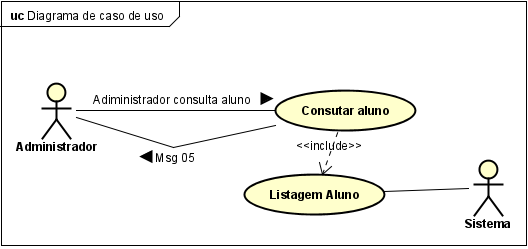 uc Diagrama de caso de uso
Adiministrador consulta aluno
Consutar aluno
Administrador
<<include>>
Msg 05
Listagem Aluno
Sistema